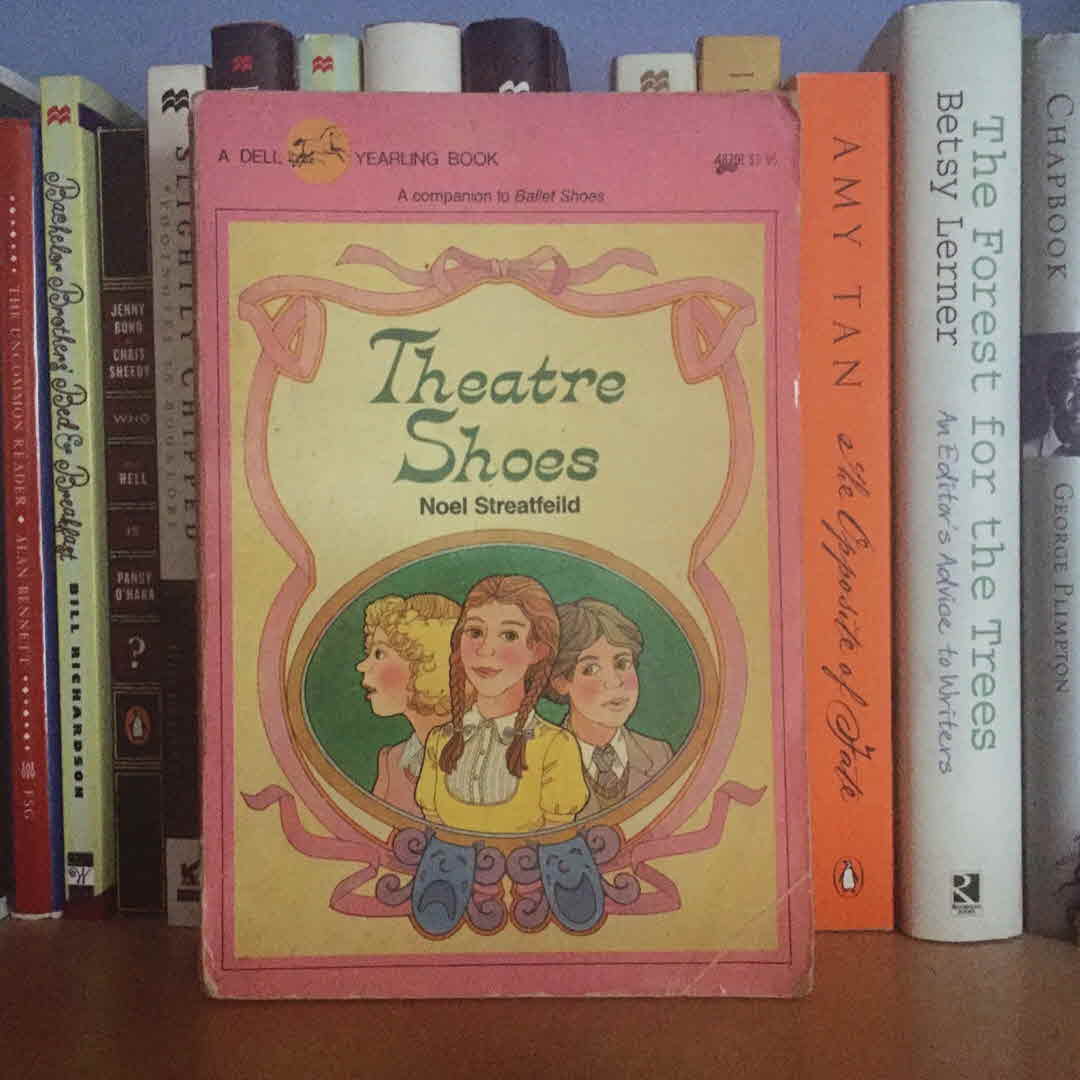 THE UNCOMMON READER ◆ ALAN BENNETT
FSG
Bachelor Brothers' Bed & Breakfast
BILL RICHARDSON
JENNY BOND
& CHRIS SHEEDY
WHO
HELL
IS
PANSY O'HARA
?
SLIGHTLY CHIPPED
A DELL YEARLING BOOK
A companion to Ballet Shoes
Theatre
Shoes
Noel Streatfeild
AMY TAN
The Opposite of Fate
The Forest for the Trees
Betsy Lerner
An Editor's Advice to Writers
CHAPBOOK
GEORGE PLIMPTON